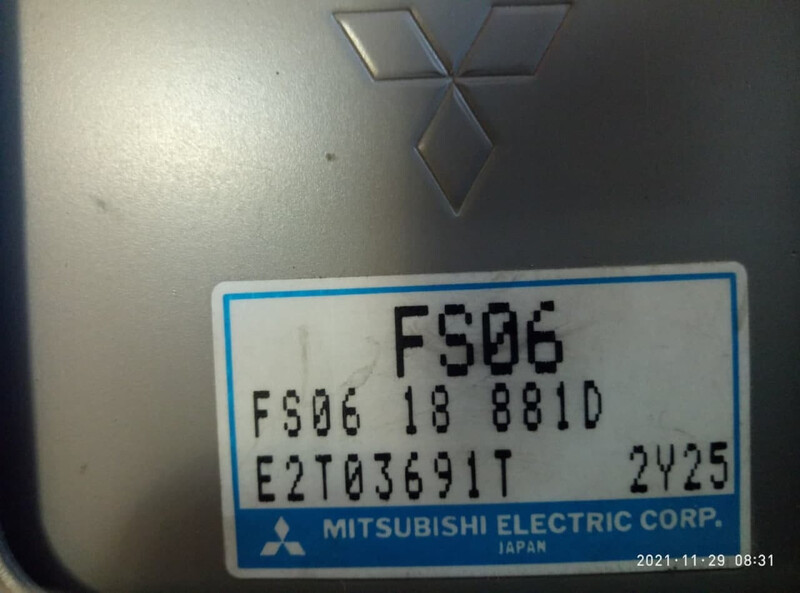 FS06
FS06 18 881D
E2T03691T 2Y25
MITSUBISHI ELECTRIC CORP.
JAPAN
2021·11·29 08:31